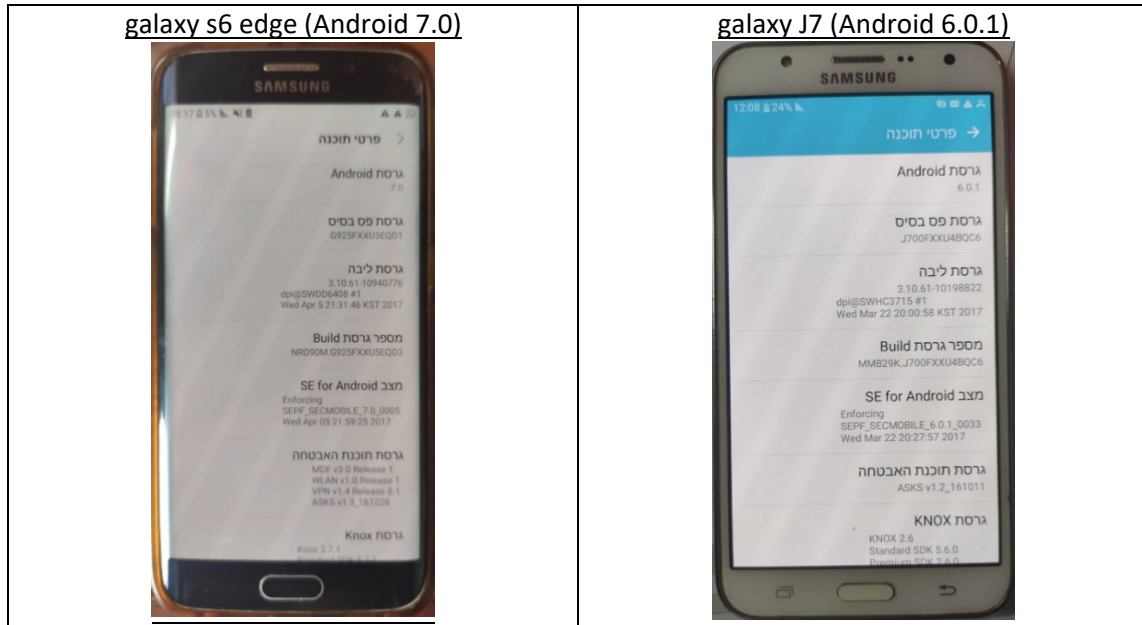 galaxy s6 edge (Android 7.0)
SAMSUNG
פרטי תוכנה
גרסת Android
7.0
גרסת פס בסיס
G925FXXU5EQD1
גרסת ליבה
3.10.61-10940776
dpi@SWDD6408 #1
Wed Apr 5 21:31:46 KST 2017
מספר גרסת Build
NRD90M.G925FXXU5EQD3
מצב SE for Android
Enforcing
SEPF_SECMOBILE_7.0_0005
Wed Apr 05 21:59:25 2017
גרסת תוכנת האבטחה
MDF v3.0 Release 1
WLAN v1.0 Release 1
VPN v1.4 Release 8.1
ASKS v1.3_161228
גרסת Knox
Knox 2.7.1
galaxy J7 (Android 6.0.1)
SAMSUNG
12:08 24%
פרטי תוכנה
גרסת Android
6.0.1
גרסת פס בסיס
J700FXXU4BQC6
גרסת ליבה
3.10.61-10198822
dpi@SWHC3715 #1
Wed Mar 22 20:00:58 KST 2017
מספר גרסת Build
MMB29K.J700FXXU4BQC6
מצב SE for Android
Enforcing
SEPF_SECMOBILE_6.0.1_0033
Wed Mar 22 20:27:57 2017
גרסת תוכנת האבטחה
ASKS v1.2_161011
גרסת KNOX
KNOX 2.6
Standard SDK 5.6.0
Premium SDK 2.6.0